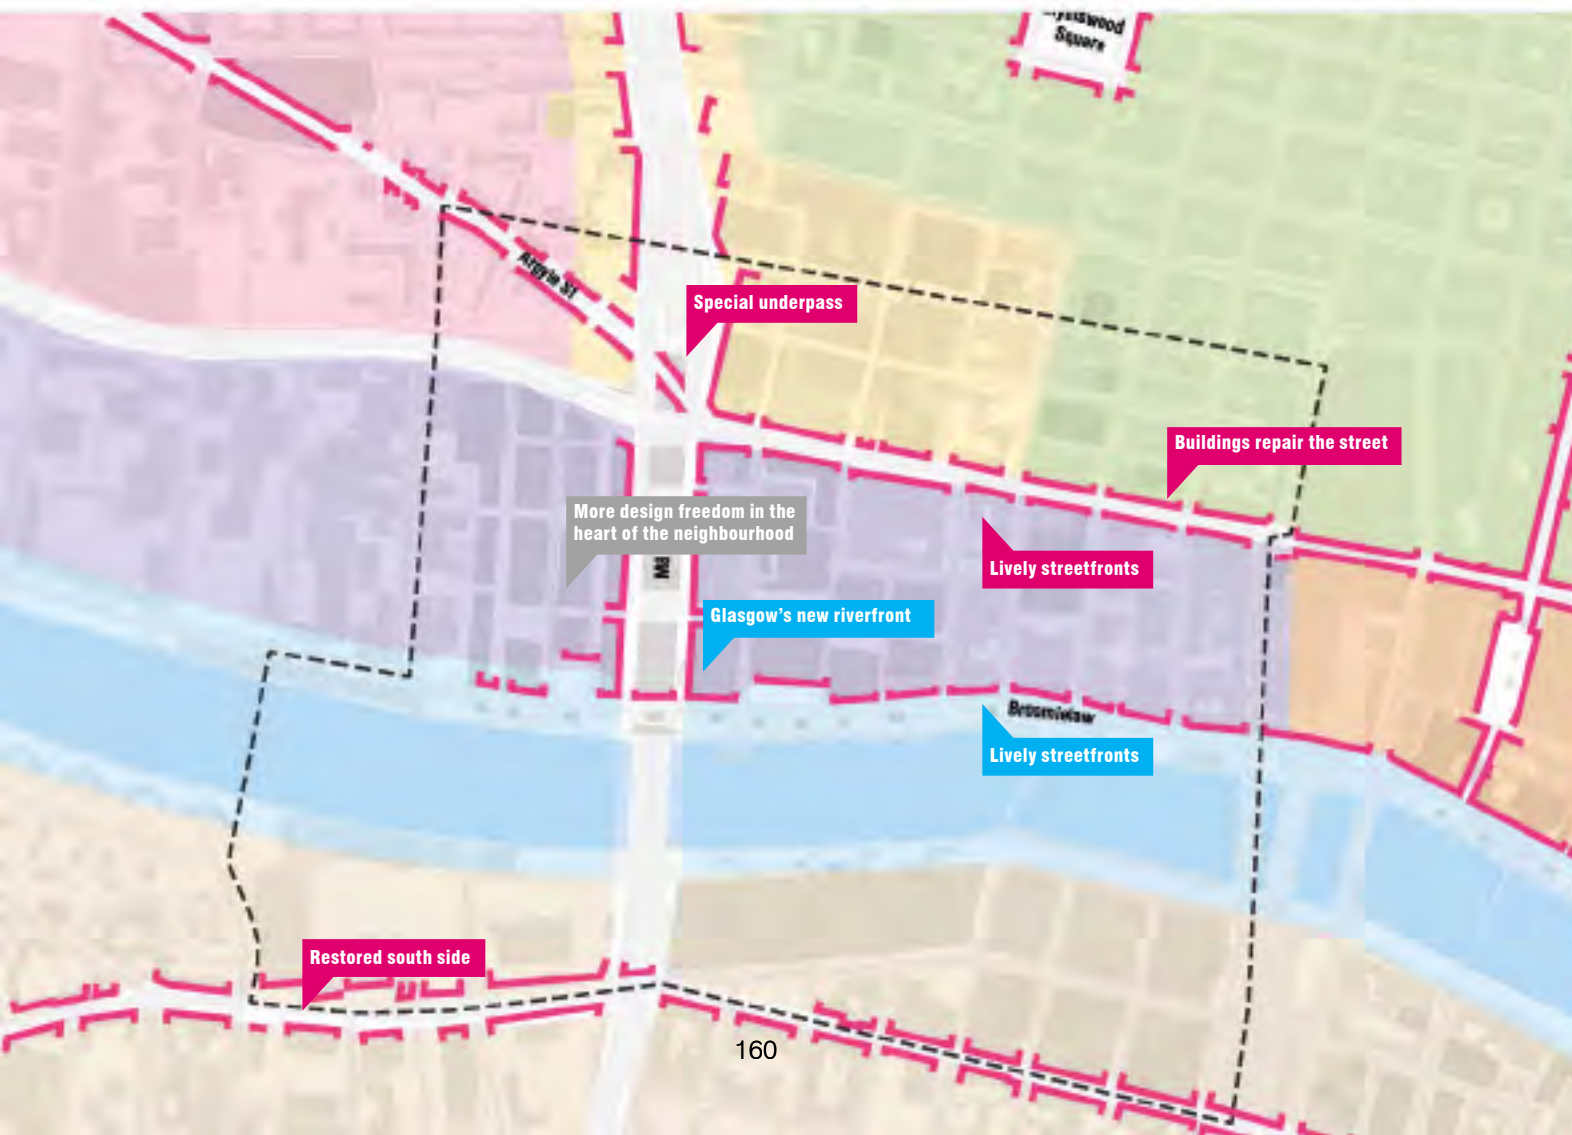 Square
Argyle St
Special underpass
Buildings repair the street
More design freedom in the
heart of the neighbourhood
M8
Lively streetfronts
Glasgow's new riverfront
Lively streetfronts
Restored south side
160